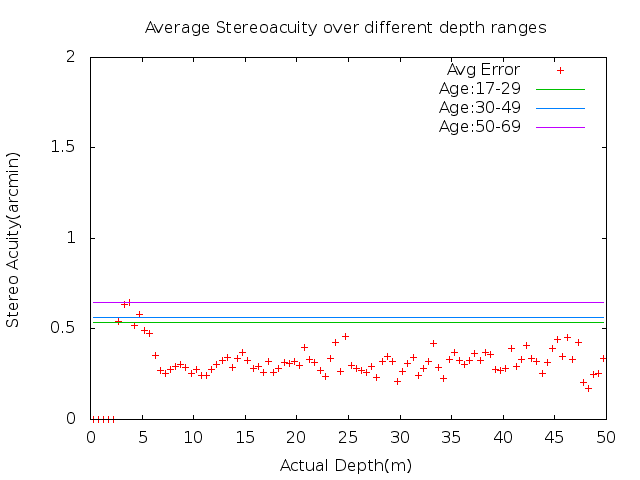 Average Stereoacuity over different depth ranges
Avg Error
Age:17-29
Age:30-49
Age:50-69
2
1.5
1
0.5
0
Stereo Acuity(arcmin)
0 5 10 15 20 25 30 35 40 45 50
Actual Depth(m)